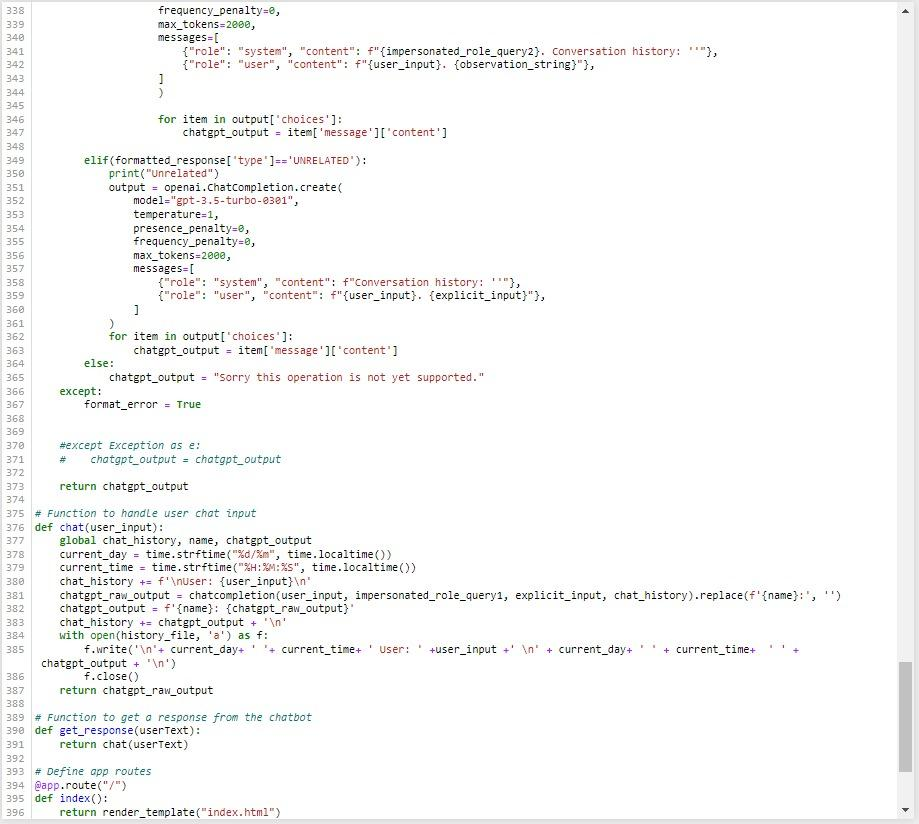 338                     frequency_penalty=0,
339                     max_tokens=2000,
340                     messages=[
341                         {"role": "system", "content": f"{impersonated_role_query2}. Conversation history: ''"},
342                         {"role": "user", "content": f"{user_input}. {observation_string}"},
343                     ]
344                     )
345
346                     for item in output['choices']:
347                         chatgpt_output = item['message']['content']
348
349         elif(formatted_response['type']=='UNRELATED'):
350             print("Unrelated")
351             output = openai.ChatCompletion.create(
352                 model="gpt-3.5-turbo-0301",
353                 temperature=1,
354                 presence_penalty=0,
355                 frequency_penalty=0,
356                 max_tokens=2000,
357                 messages=[
358                     {"role": "system", "content": f"Conversation history: ''"},
359                     {"role": "user", "content": f"{user_input}. {explicit_input}"},
360                 ]
361             )
362             for item in output['choices']:
363                 chatgpt_output = item['message']['content']
364         else:
365             chatgpt_output = "Sorry this operation is not yet supported."
366     except:
367         format_error = True
368
369
370     #except Exception as e:
371     #    chatgpt_output = chatgpt_output
372
373     return chatgpt_output
374
375 # Function to handle user chat input
376 def chat(user_input):
377     global chat_history, name, chatgpt_output
378     current_day = time.strftime("%d/%m", time.localtime())
379     current_time = time.strftime("%H:%M:%S", time.localtime())
380     chat_history += f'\nUser: {user_input}\n'
381     chatgpt_raw_output = chatcompletion(user_input, impersonated_role_query1, explicit_input, chat_history).replace(f'{name}:', '')
382     chatgpt_output = f'{name}: {chatgpt_raw_output}'
383     chat_history += chatgpt_output + '\n'
384     with open(history_file, 'a') as f:
385         f.write('\n'+ current_day+ ' '+ current_time+ ' User: ' +user_input +' \n' + current_day+ ' ' + current_time+  ' ' +
chatgpt_output + '\n')
386         f.close()
387     return chatgpt_raw_output
388
389 # Function to get a response from the chatbot
390 def get_response(userText):
391     return chat(userText)
392
393 # Define app routes
394 @app.route("/")
395 def index():
396     return render_template("index.html")